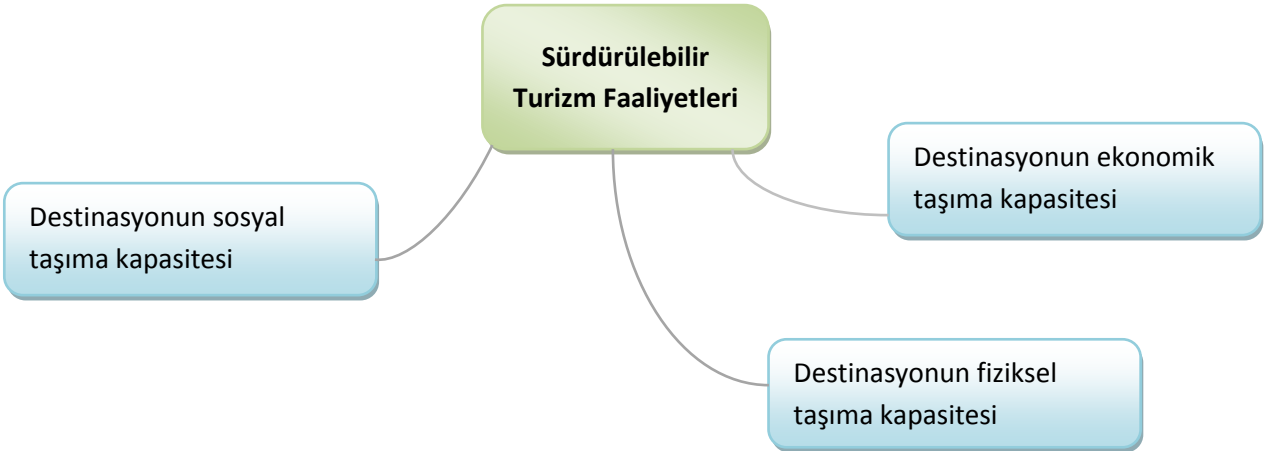 Sürdürülebilir
Turizm Faaliyetleri
Destinasyonun ekonomik
taşıma kapasitesi
Destinasyonun sosyal
taşıma kapasitesi
Destinasyonun fiziksel
taşıma kapasitesi